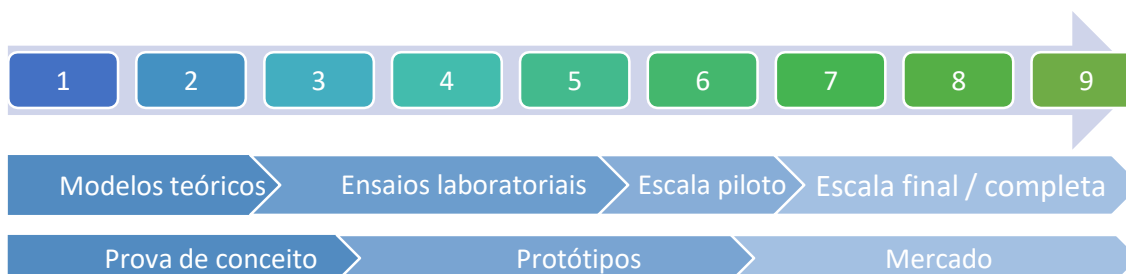 1 2 3 4 5 6 7 8 9
Modelos teóricos Ensaios laboratoriais Escala piloto Escala final / completa
Prova de conceito Protótipos Mercado